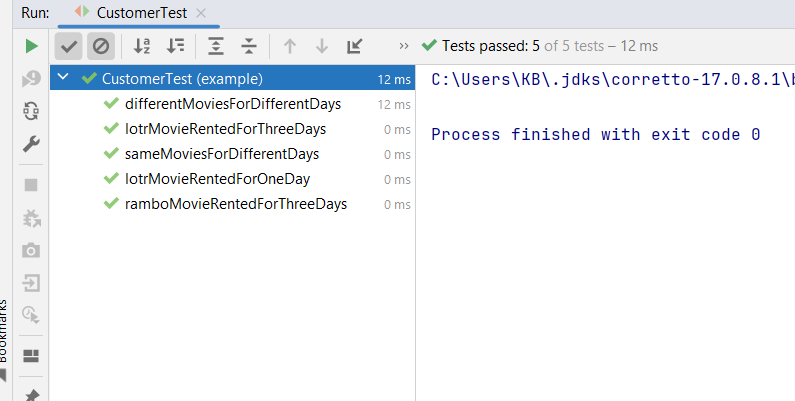 Run: CustomerTest
Tests passed: 5 of 5 tests – 12 ms
CustomerTest (example) 12 ms
differentMoviesForDifferentDays 12 ms
lotrMovieRentedForThreeDays 0 ms
sameMoviesForDifferentDays 0 ms
lotrMovieRentedForOneDay 0 ms
ramboMovieRentedForThreeDays 0 ms
C:\Users\KB\.jdks\corretto-17.0.8.1\b
Process finished with exit code 0
Bookmarks